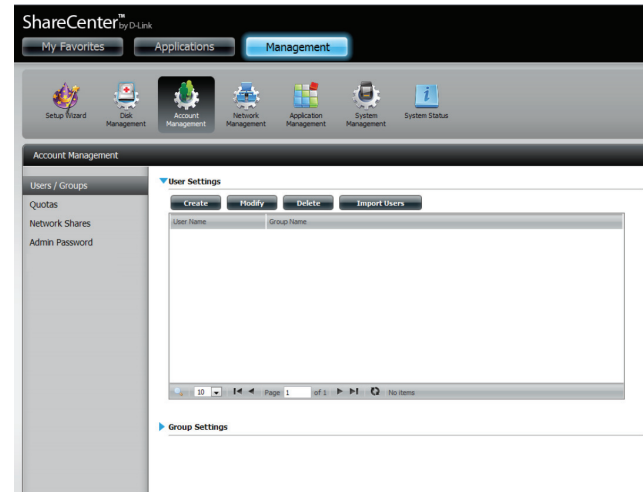 ShareCenter™ by D-Link
My Favorites Applications Management
Setup Wizard Disk Management Account Management Network Management Application Management System Management System Status
Account Management
Users / Groups
Quotas
Network Shares
Admin Password
User Settings
Create Modify Delete Import Users
User Name Group Name
10 Page 1 of 1 No items
Group Settings